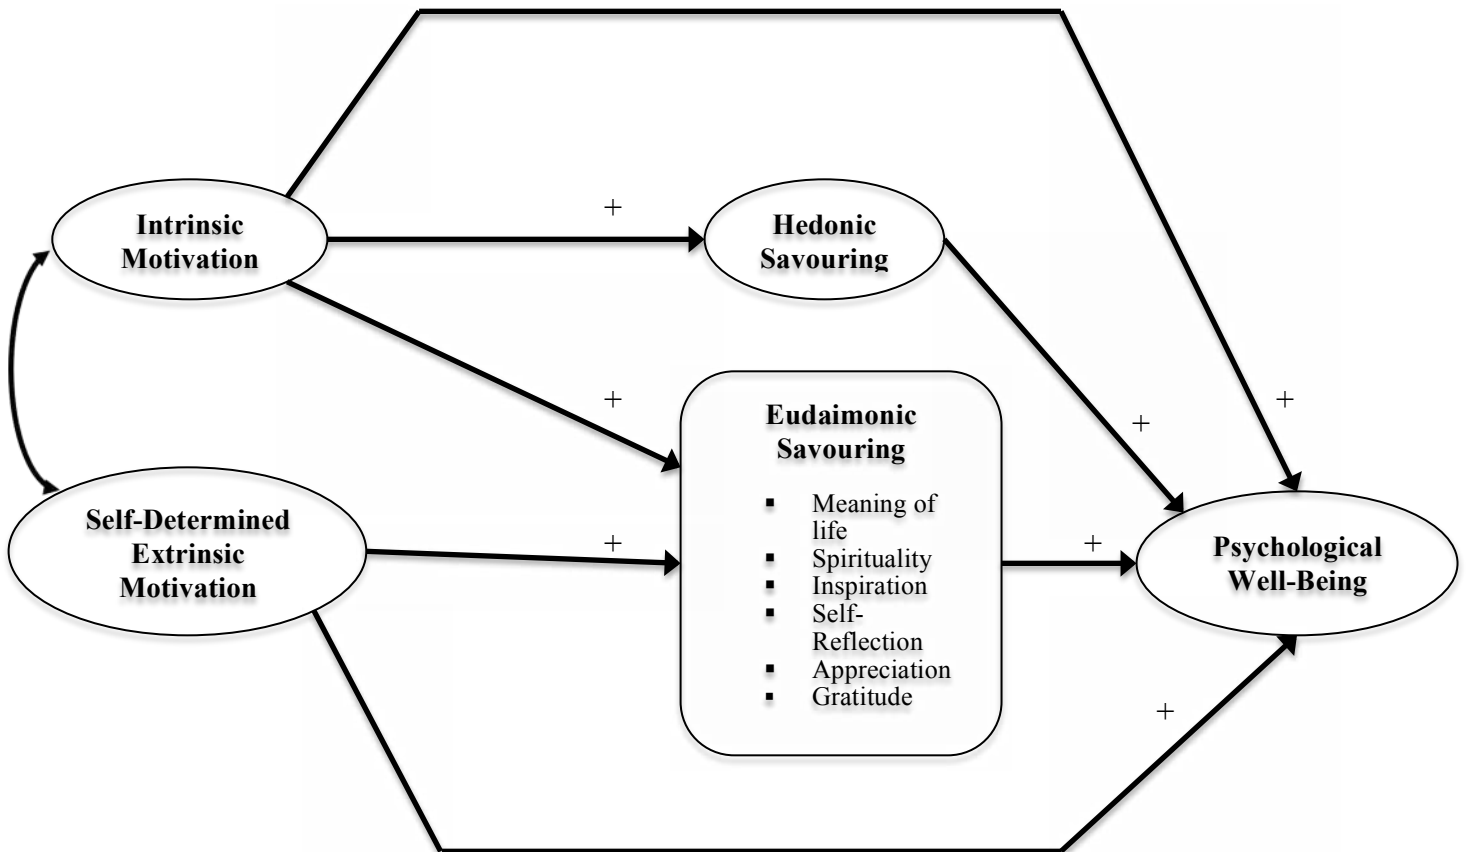 +
Intrinsic
Motivation
Hedonic
Savouring
+
+
+
Eudaimonic
Savouring
▪ Meaning of
life
▪ Spirituality
▪ Inspiration
▪ Self-
Reflection
▪ Appreciation
▪ Gratitude
Self-Determined
Extrinsic
Motivation
+
+
Psychological
Well-Being
+